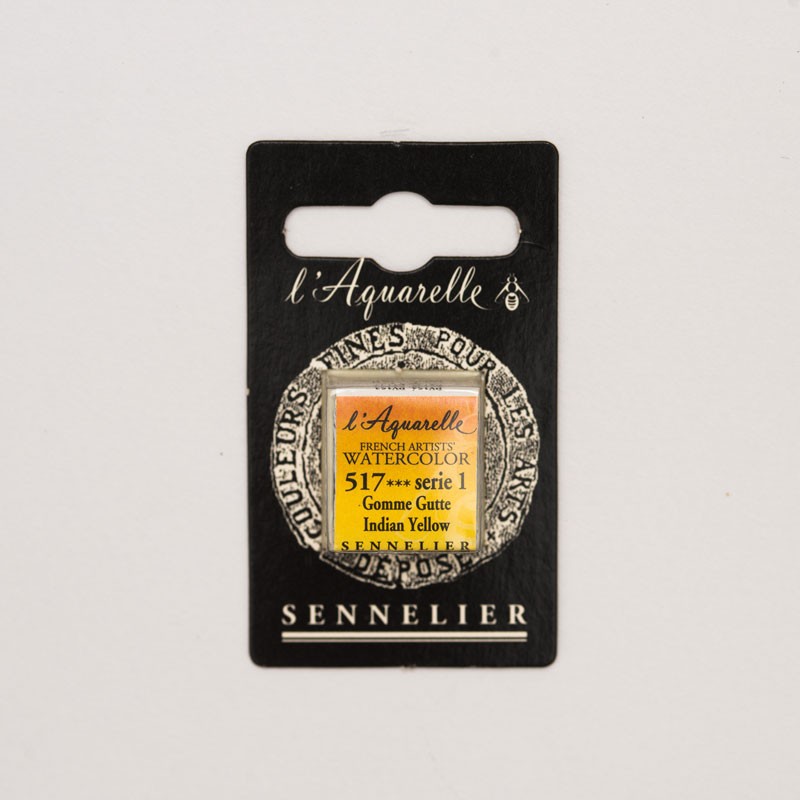 l'Aquarelle
COULEURS FINES POUR LES ARTS
DÉPOSÉ
l'Aquarelle
FRENCH ARTISTS'
WATERCOLOR
517*** serie 1
Gomme Gutte
Indian Yellow
SENNELIER
SENNELIER